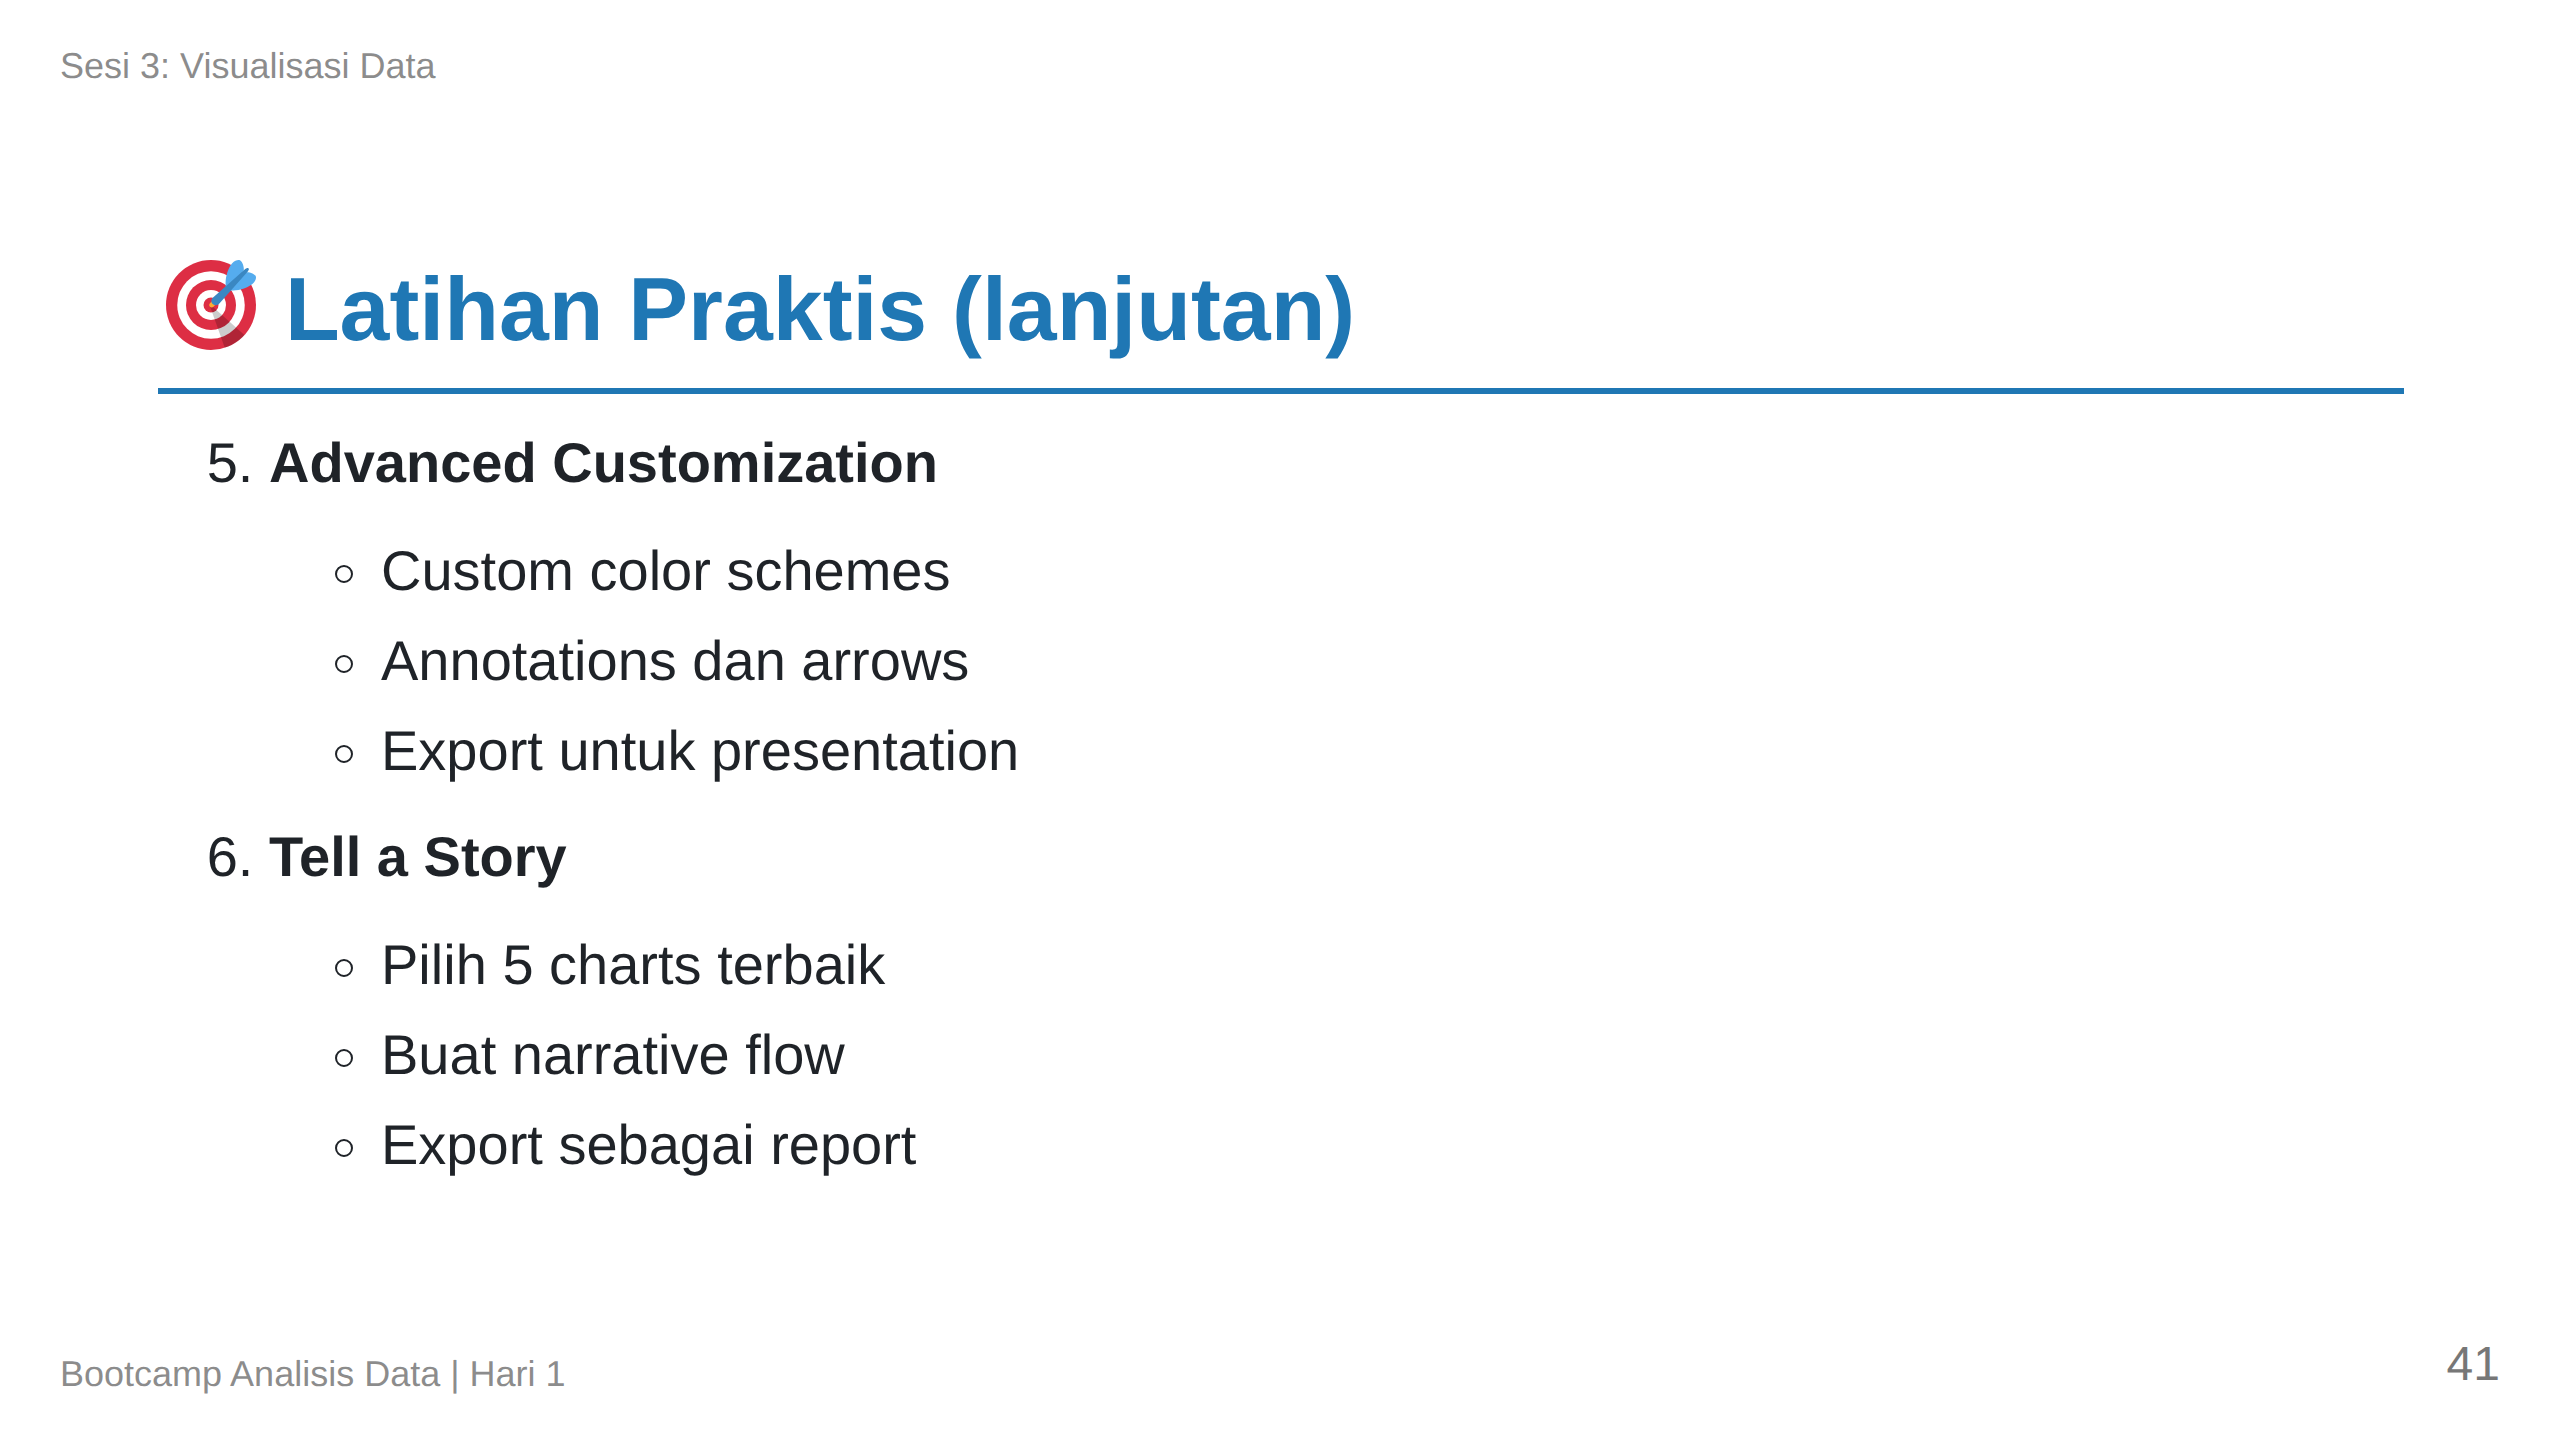 Sesi 3: Visualisasi Data
🎯 Latihan Praktis (lanjutan)
5. Advanced Customization
○ Custom color schemes
○ Annotations dan arrows
○ Export untuk presentation
6. Tell a Story
○ Pilih 5 charts terbaik
○ Buat narrative flow
○ Export sebagai report
Bootcamp Analisis Data | Hari 1
41